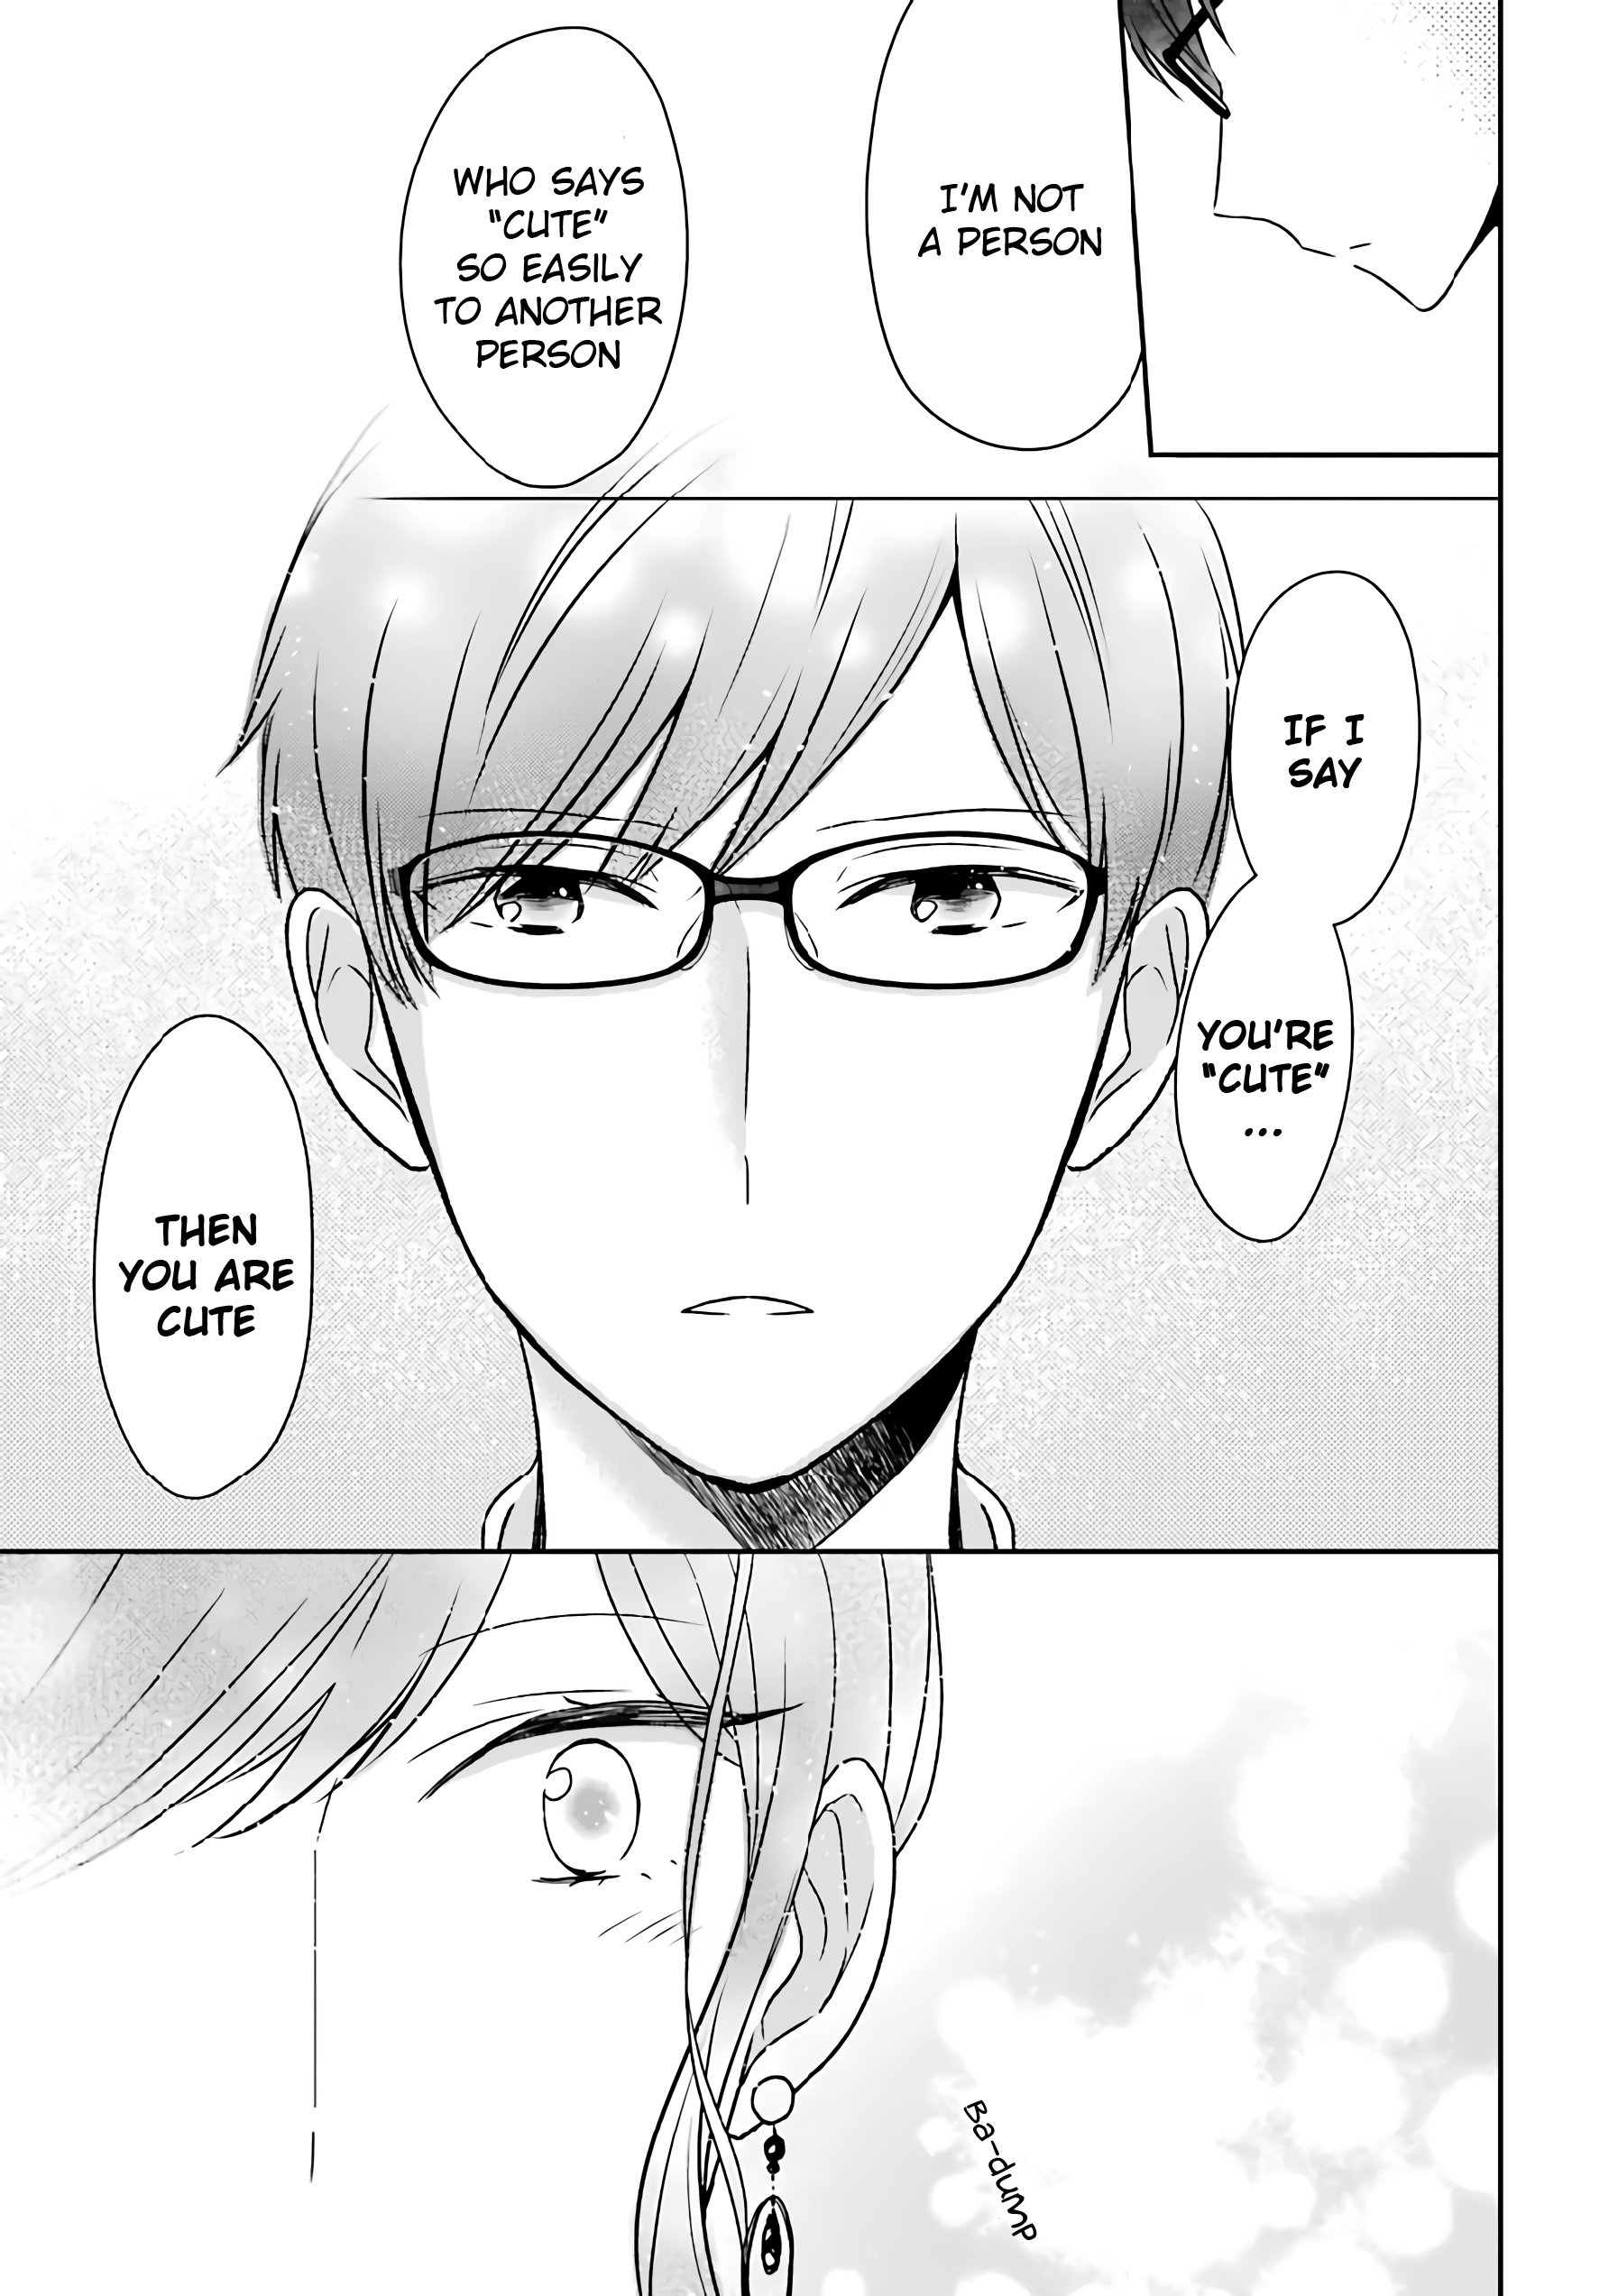 I'M NOT
A PERSON
WHO SAYS
"CUTE"
SO EASILY
TO ANOTHER
PERSON
IF I
SAY
YOU'RE
"CUTE"
...
THEN
YOU ARE
CUTE
Ba-dump